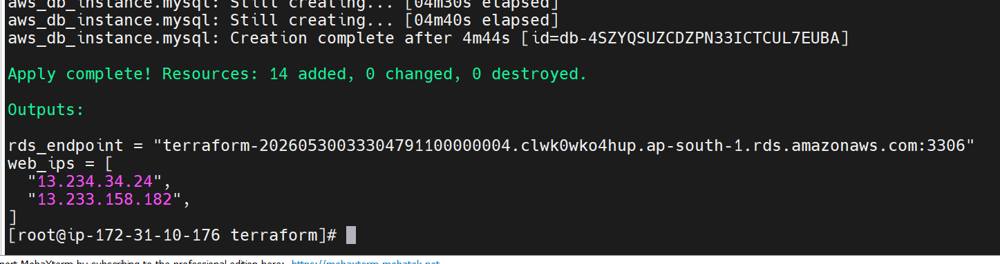 aws_db_instance.mysql: Still creating... [04m30s elapsed]
aws_db_instance.mysql: Still creating... [04m40s elapsed]
aws_db_instance.mysql: Creation complete after 4m44s [id=db-4SZYQSUZCDZPN33ICTCUL7EUBA]
Apply complete! Resources: 14 added, 0 changed, 0 destroyed.
Outputs:
rds_endpoint = "terraform-20260530033304791100000004.clwk0wko4hup.ap-south-1.rds.amazonaws.com:3306"
web_ips = [
"13.234.34.24",
"13.233.158.182",
]
[root@ip-172-31-10-176 terraform]#
MobaXterm by subscribing to the professional edition here: https://mobaxterm.mobatek.net